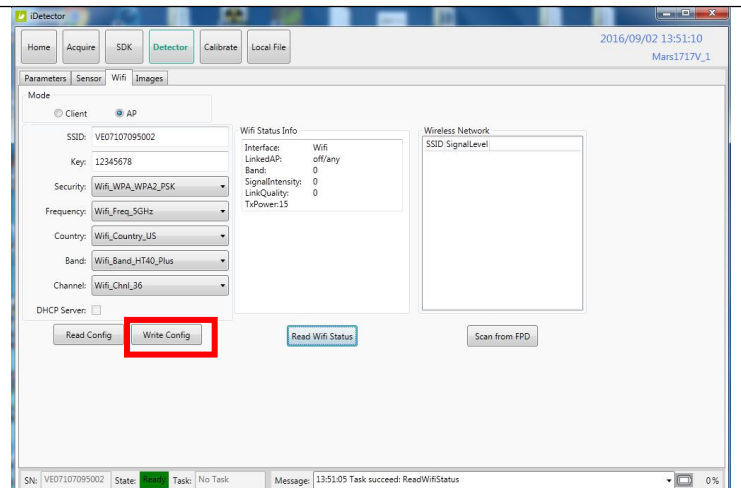 iDetector
Home Acquire SDK Detector Calibrate Local File
2016/09/02 13:51:10
Mars1717V_1
Parameters Sensor Wifi Images
Mode
Client AP
SSID: VE07107095002
Key: 12345678
Security: Wifi_WPA_WPA2_PSK
Frequency: Wifi_Freq_5GHz
Country: Wifi_Country_US
Band: Wifi_Band_HT40_Plus
Channel: Wifi_Chnl_36
DHCP Server:
Read Config Write Config
Wifi Status Info
Interface: Wifi
LinkedAP: off/any
Band: 0
SignalIntensity: 0
LinkQuality: 0
TxPower:15
Read Wifi Status
Wireless Network
SSID SignalLevel
Scan from FPD
SN: VE07107095002 State: Ready Task: No Task Message: 13:51:05 Task succeed: ReadWifiStatus 0%